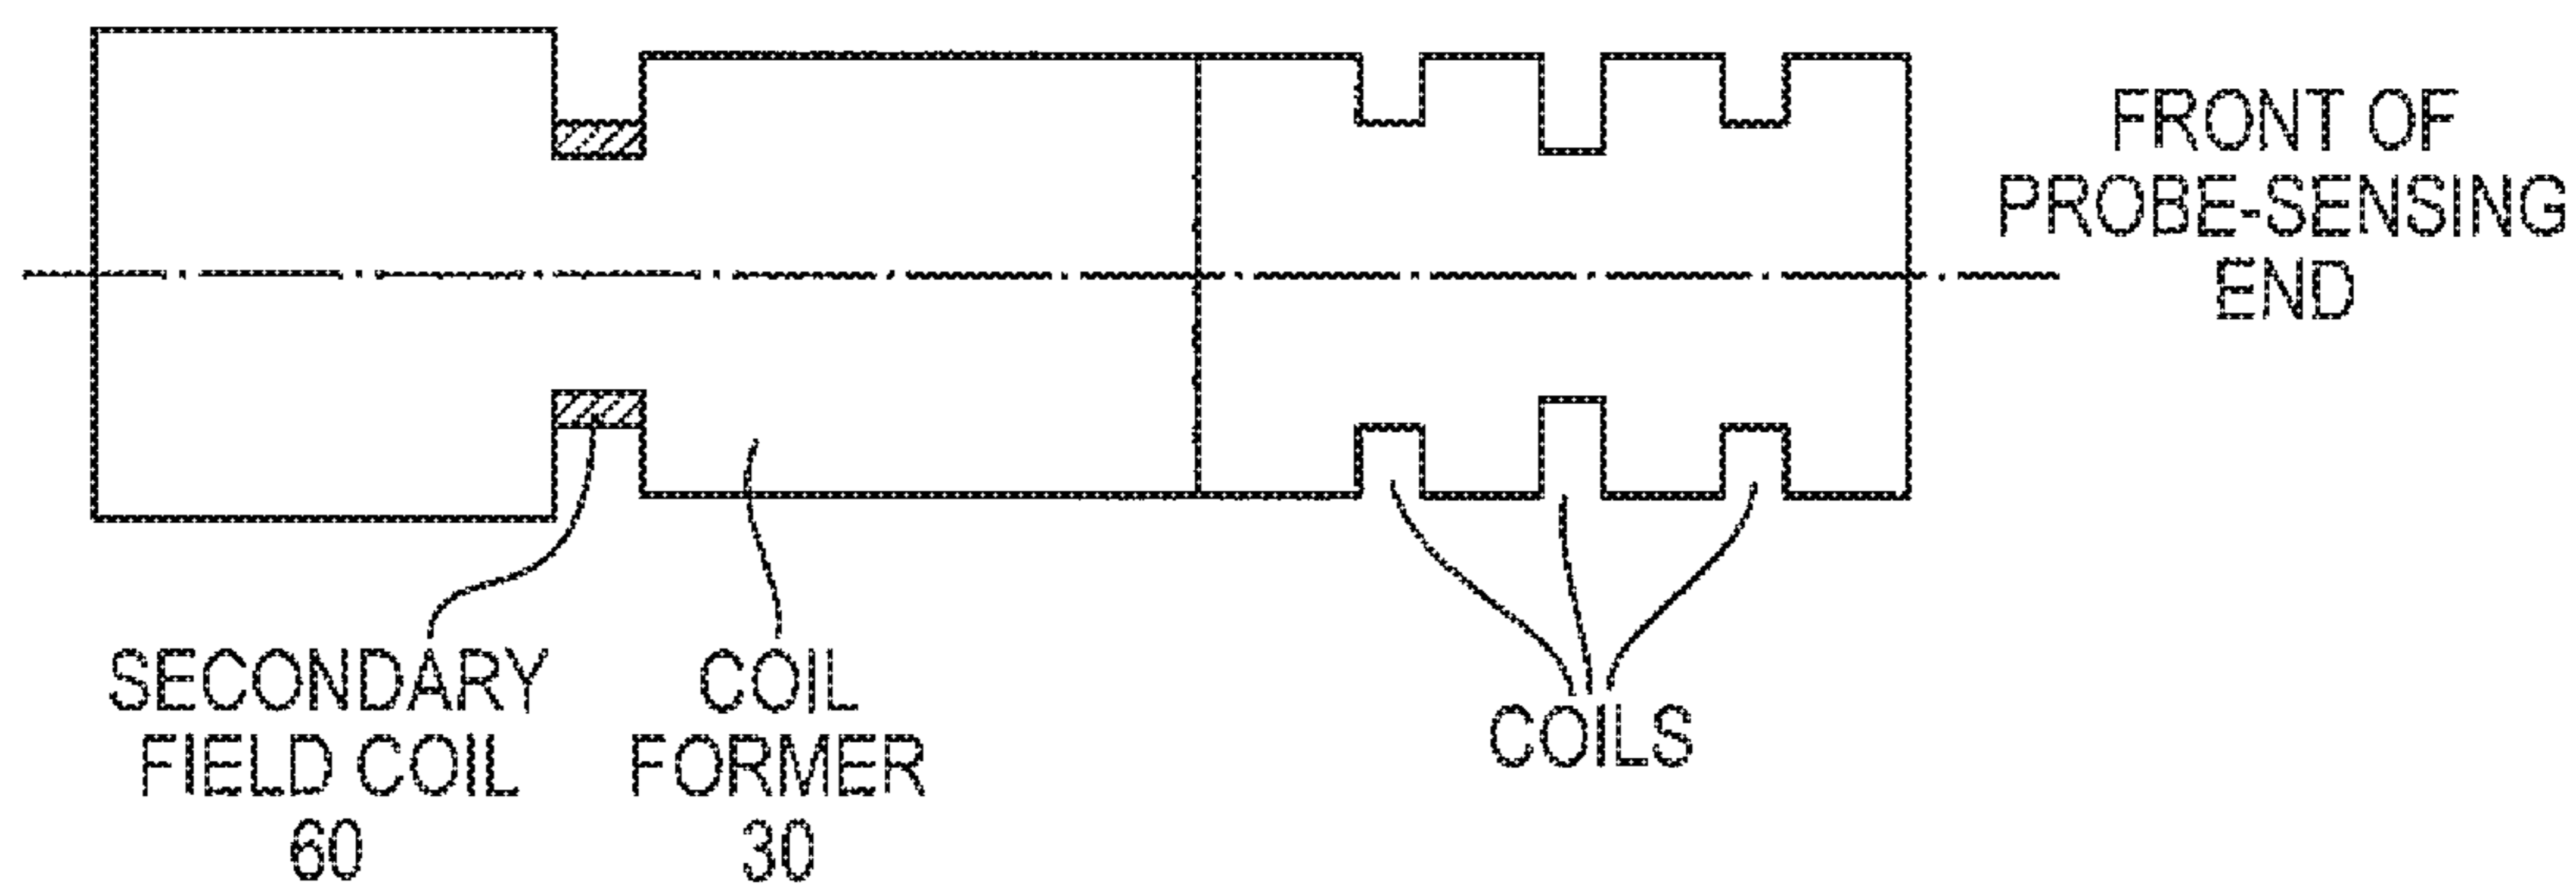 FRONT OF
PROBE-SENSING
END
SECONDARY
FIELD COIL
60
COIL
FORMER
30
COILS